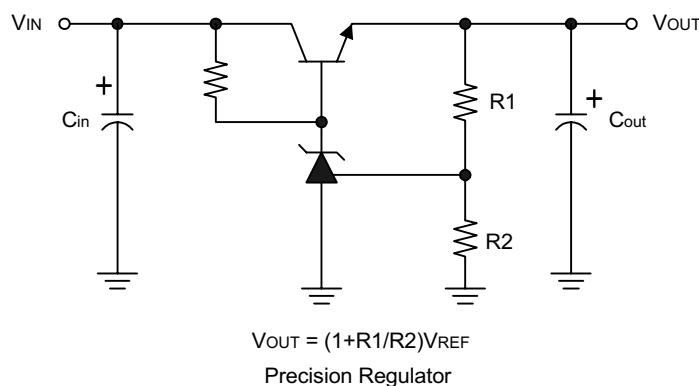 VIN
VOUT
+
Cin
R1
+
Cout
R2
VOUT = (1+R1/R2)VREF
Precision Regulator